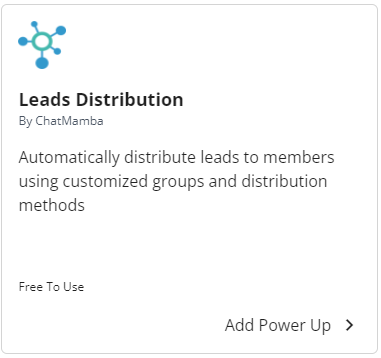 Leads Distribution
By ChatMamba
Automatically distribute leads to members
using customized groups and distribution
methods
Free To Use
Add Power Up